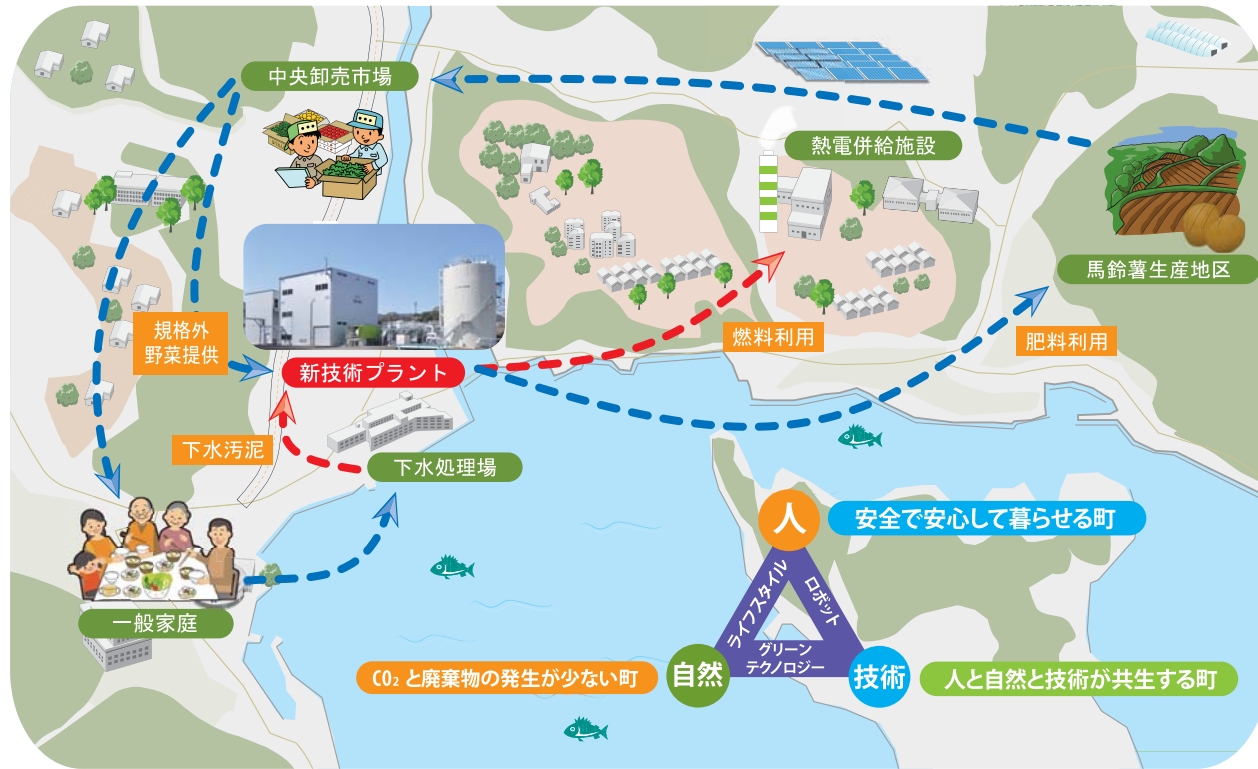 中央卸売市場
熱電併給施設
馬鈴薯生産地区
規格外
野菜提供
燃料利用
肥料利用
新技術プラント
下水汚泥
下水処理場
人
安全で安心して暮らせる町
ライフスタイル
ロボット
一般家庭
グリーン
テクノロジー
CO₂と廃棄物の発生が少ない町
自然
技術
人と自然と技術が共生する町